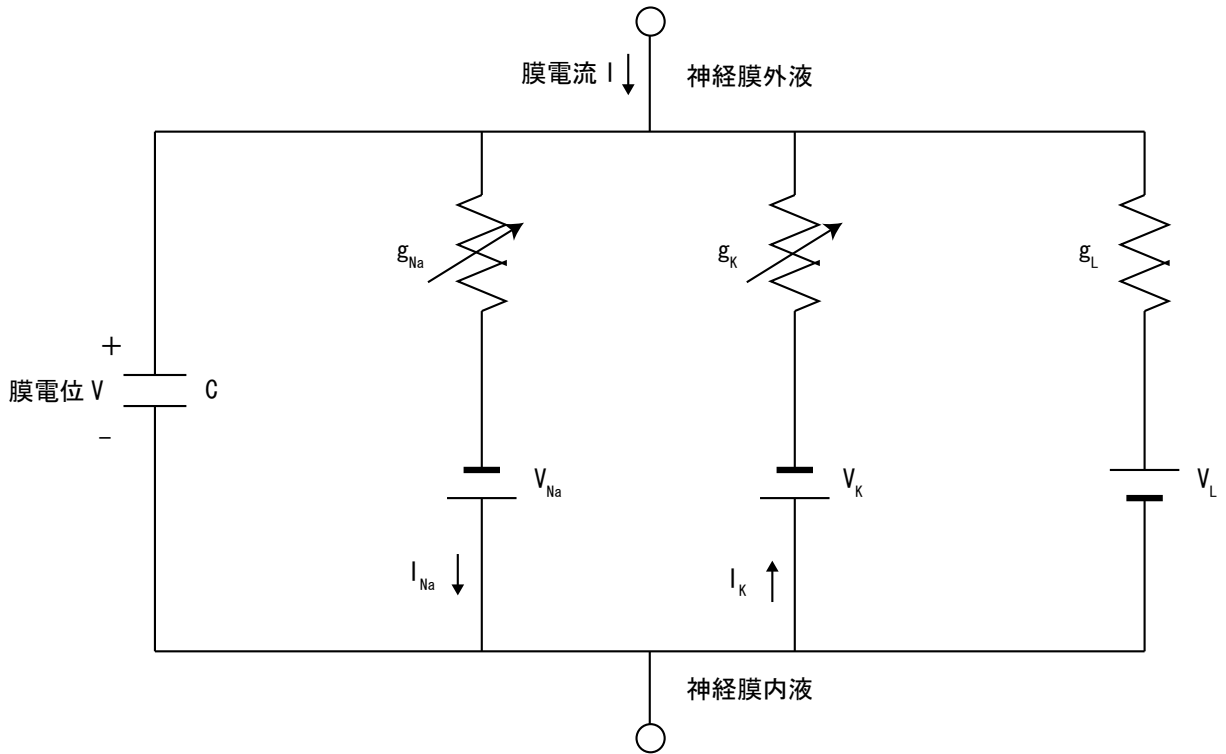 膜電流 I
神経膜外液
g_Na
g_K
g_L
+
膜電位 V
C
-
V_Na
V_K
V_L
I_Na
I_K
神経膜内液